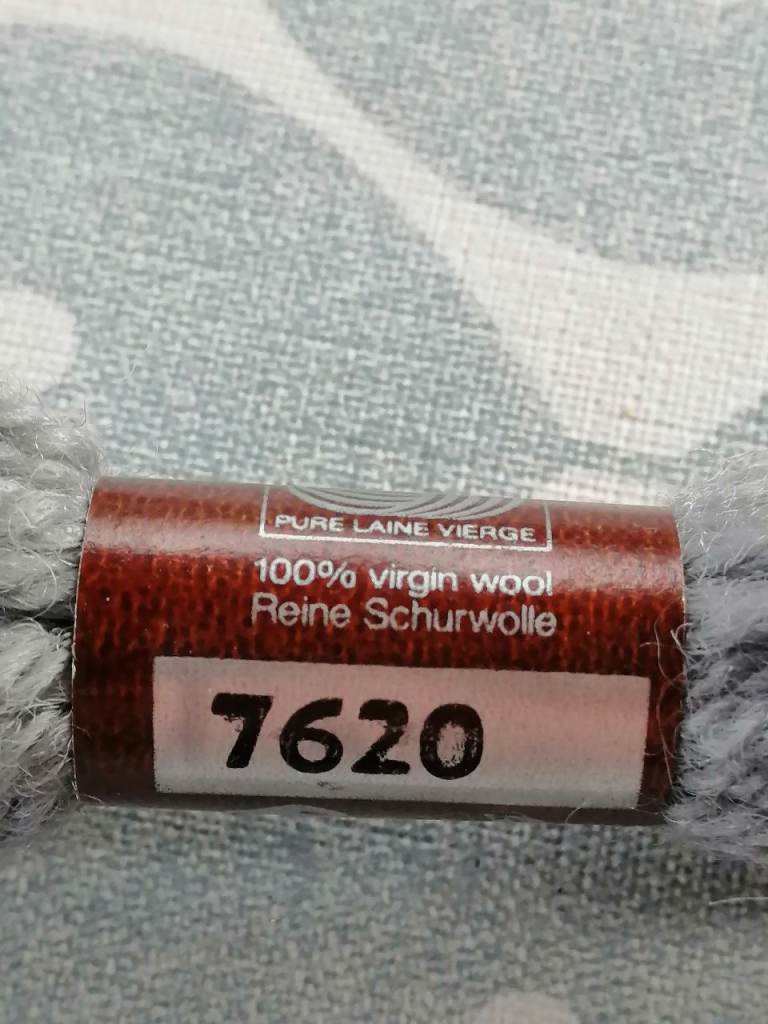 PURE LAINE VIERGE
100% virgin wool
Reine Schurwolle
7620